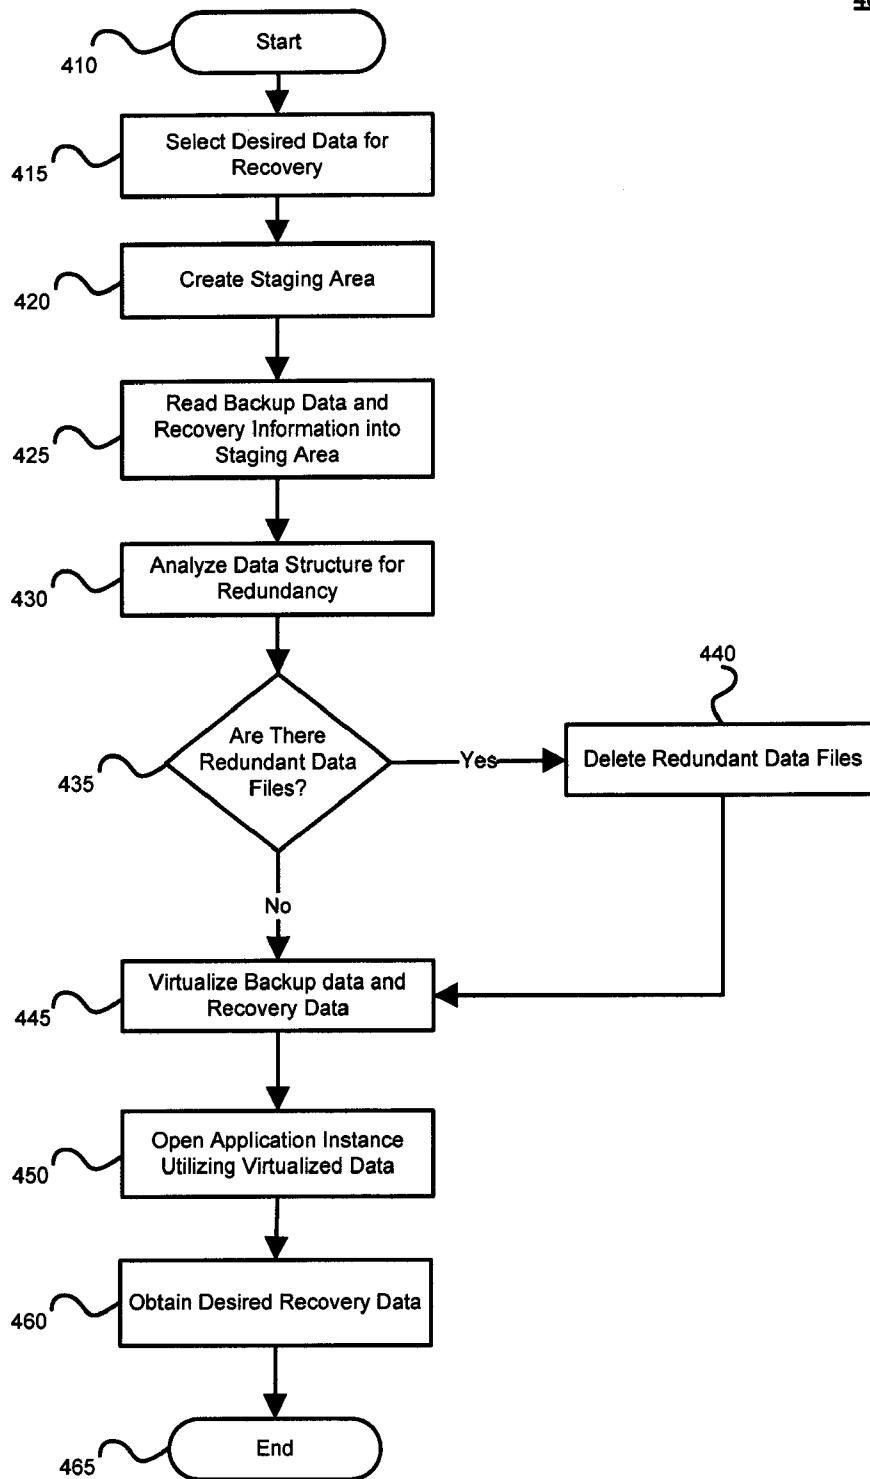 Start
410
Select Desired Data for
Recovery
415
Create Staging Area
420
Read Backup Data and
Recovery Information into
Staging Area
425
Analyze Data Structure for
Redundancy
430
440
Are There
Redundant Data
Files?
435
Yes
Delete Redundant Data Files
No
Virtualize Backup data and
Recovery Data
445
Open Application Instance
Utilizing Virtualized Data
450
Obtain Desired Recovery Data
460
End
465